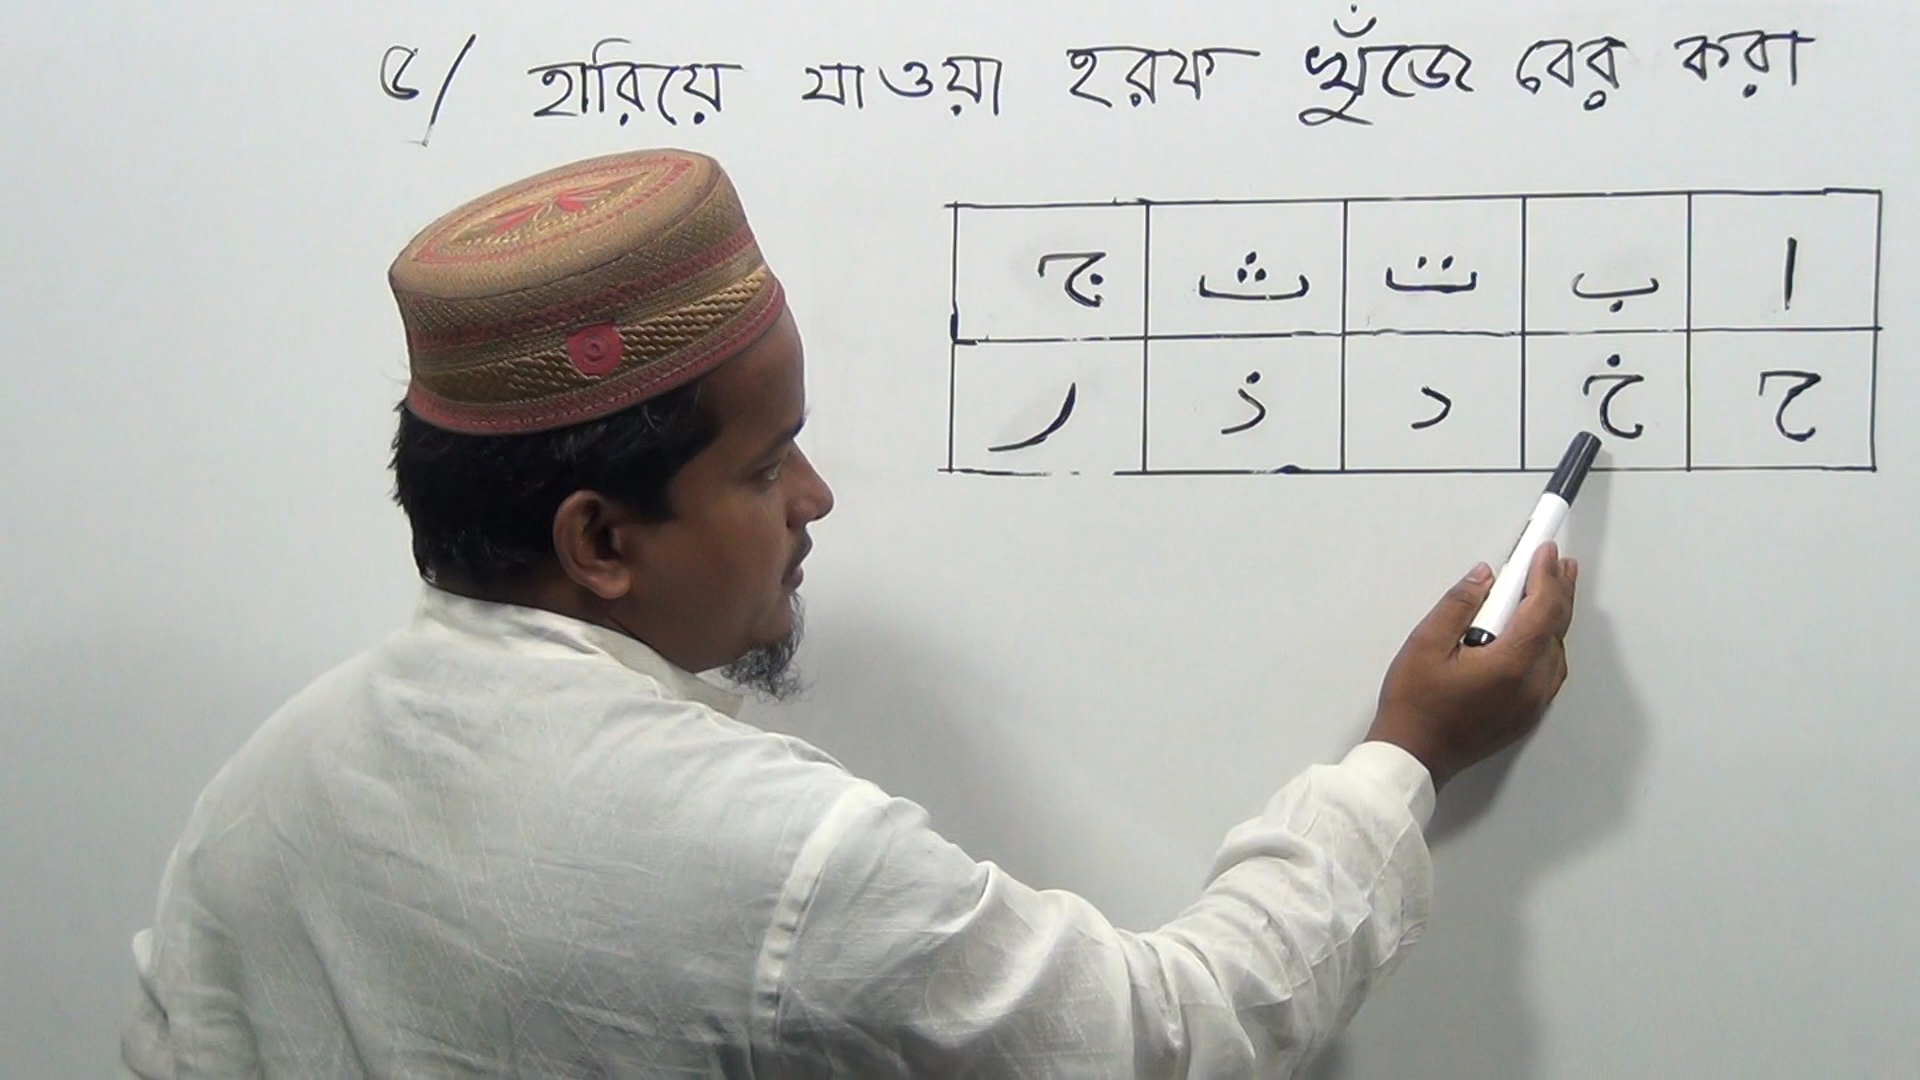 ৫/ হারিয়ে যাওয়া হরফ খুঁজে বের করা
ا ب ت ث ج
ح خ د ذ ر